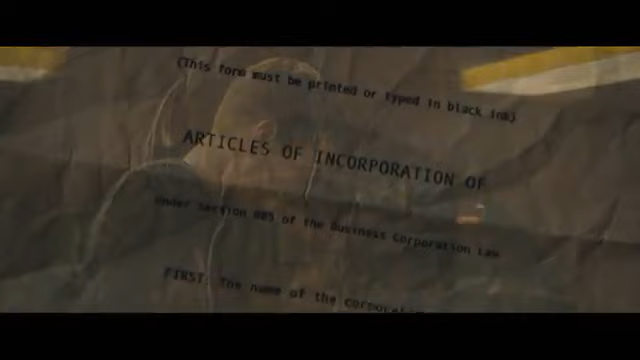 (This form must be printed or typed in black ink)
ARTICLES OF INCORPORATION OF
Under Section 805 of the Business Corporation Law
FIRST: The name of the corporation